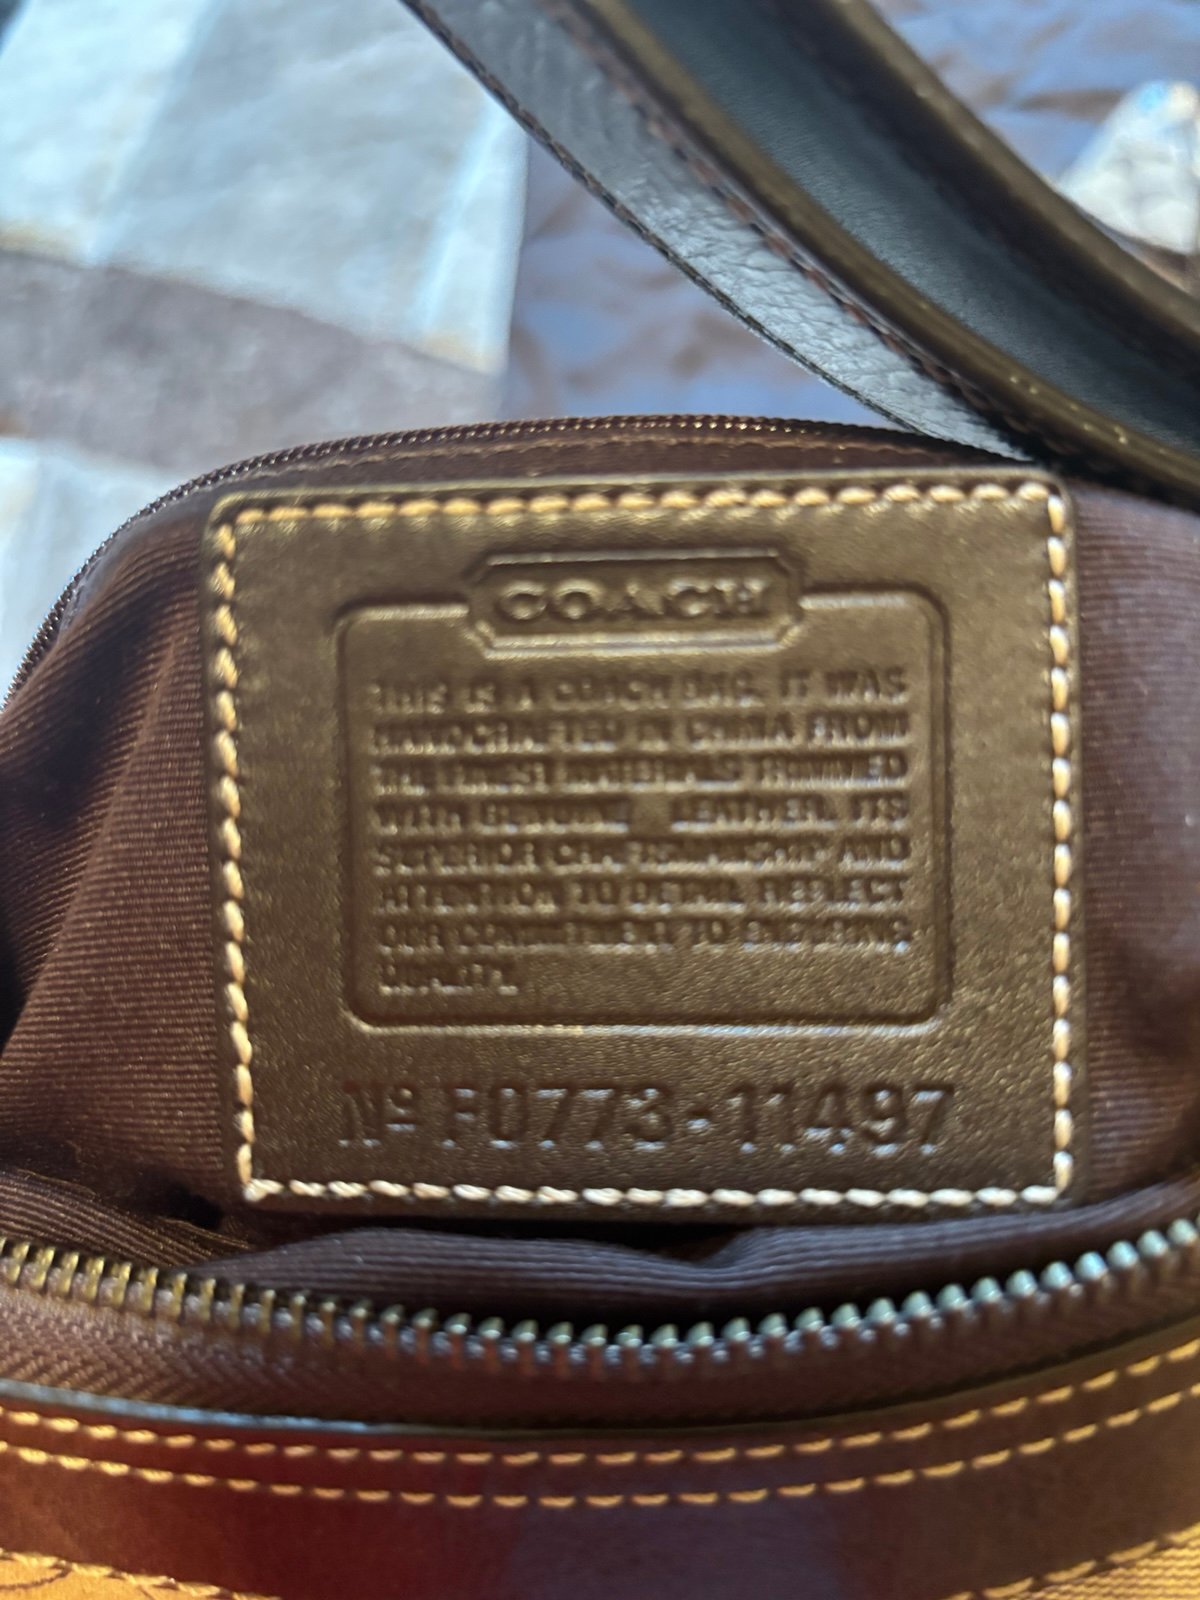 COACH
THIS IS A COACH BAG. IT WAS
HANDCRAFTED IN CHINA FROM
THE FINEST MATERIALS TRIMMED
WITH GENUINE LEATHER. ITS
SUPERIOR CRAFTSMANSHIP AND
ATTENTION TO DETAIL REFLECT
OUR COMMITMENT TO ENDURING
QUALITY.
Nº F0773-11497